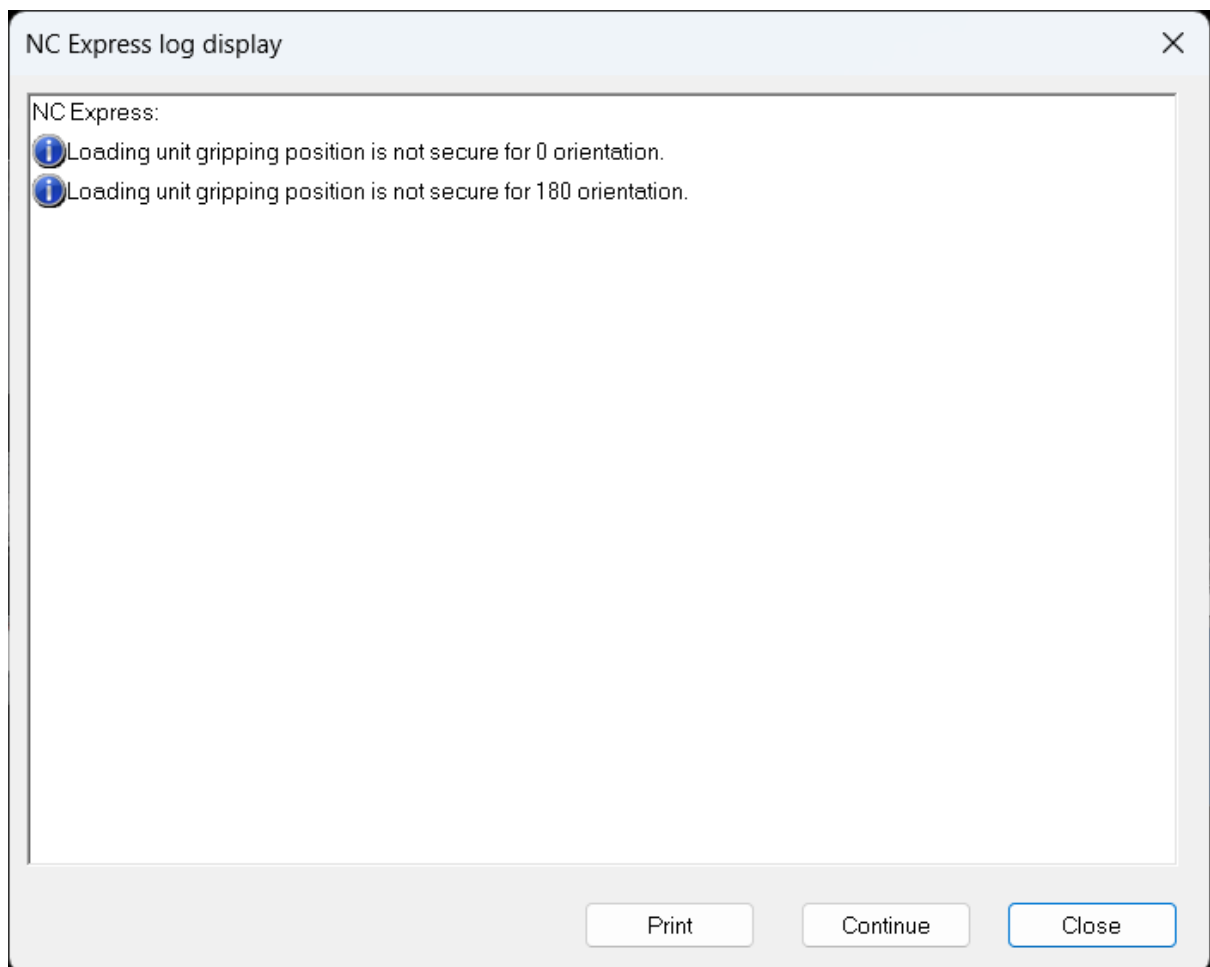 NC Express log display
NC Express:
Loading unit gripping position is not secure for 0 orientation.
Loading unit gripping position is not secure for 180 orientation.
Print
Continue
Close